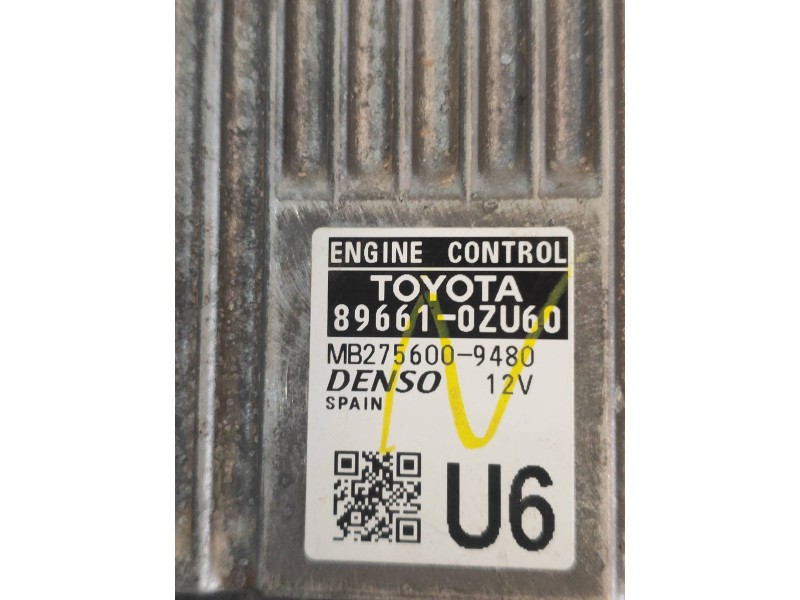 ENGINE CONTROL
TOYOTA
89661-0ZU60
MB275600-9480
DENSO 12V
SPAIN
U6